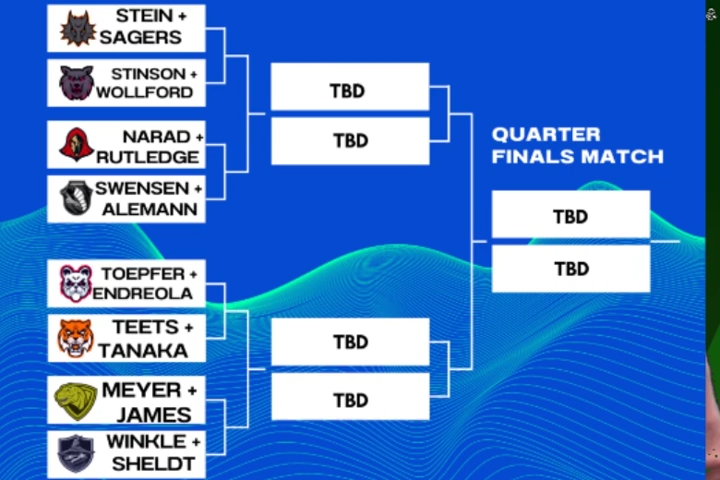 STEIN +
SAGERS
STINSON +
WOLLFORD
NARAD +
RUTLEDGE
SWENSEN +
ALEMANN
TOEPFER +
ENDREOLA
TEETS +
TANAKA
MEYER +
JAMES
WINKLE +
SHELDT
TBD
TBD
TBD
TBD
QUARTER
FINALS MATCH
TBD
TBD